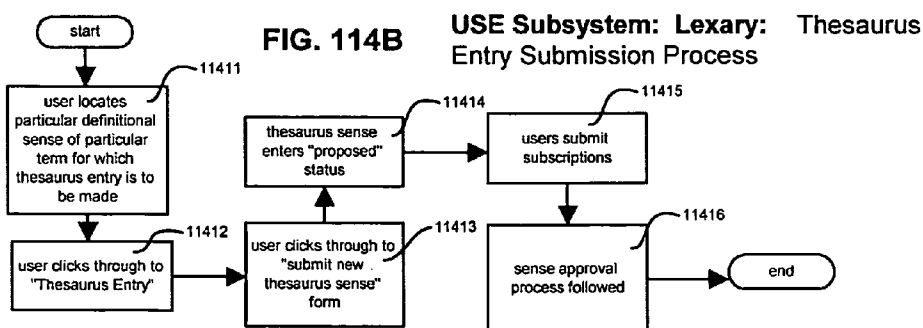 start
FIG. 114B
USE Subsystem: Lexary: Thesaurus
Entry Submission Process
11411
user locates
particular definitional
sense of particular
term for which
thesaurus entry is to
be made
11412
user clicks through to
"Thesaurus Entry"
11413
user clicks through to
"submit new
thesaurus sense"
form
11414
thesaurus sense
enters "proposed"
status
11415
users submit
subscriptions
11416
sense approval
process followed
end